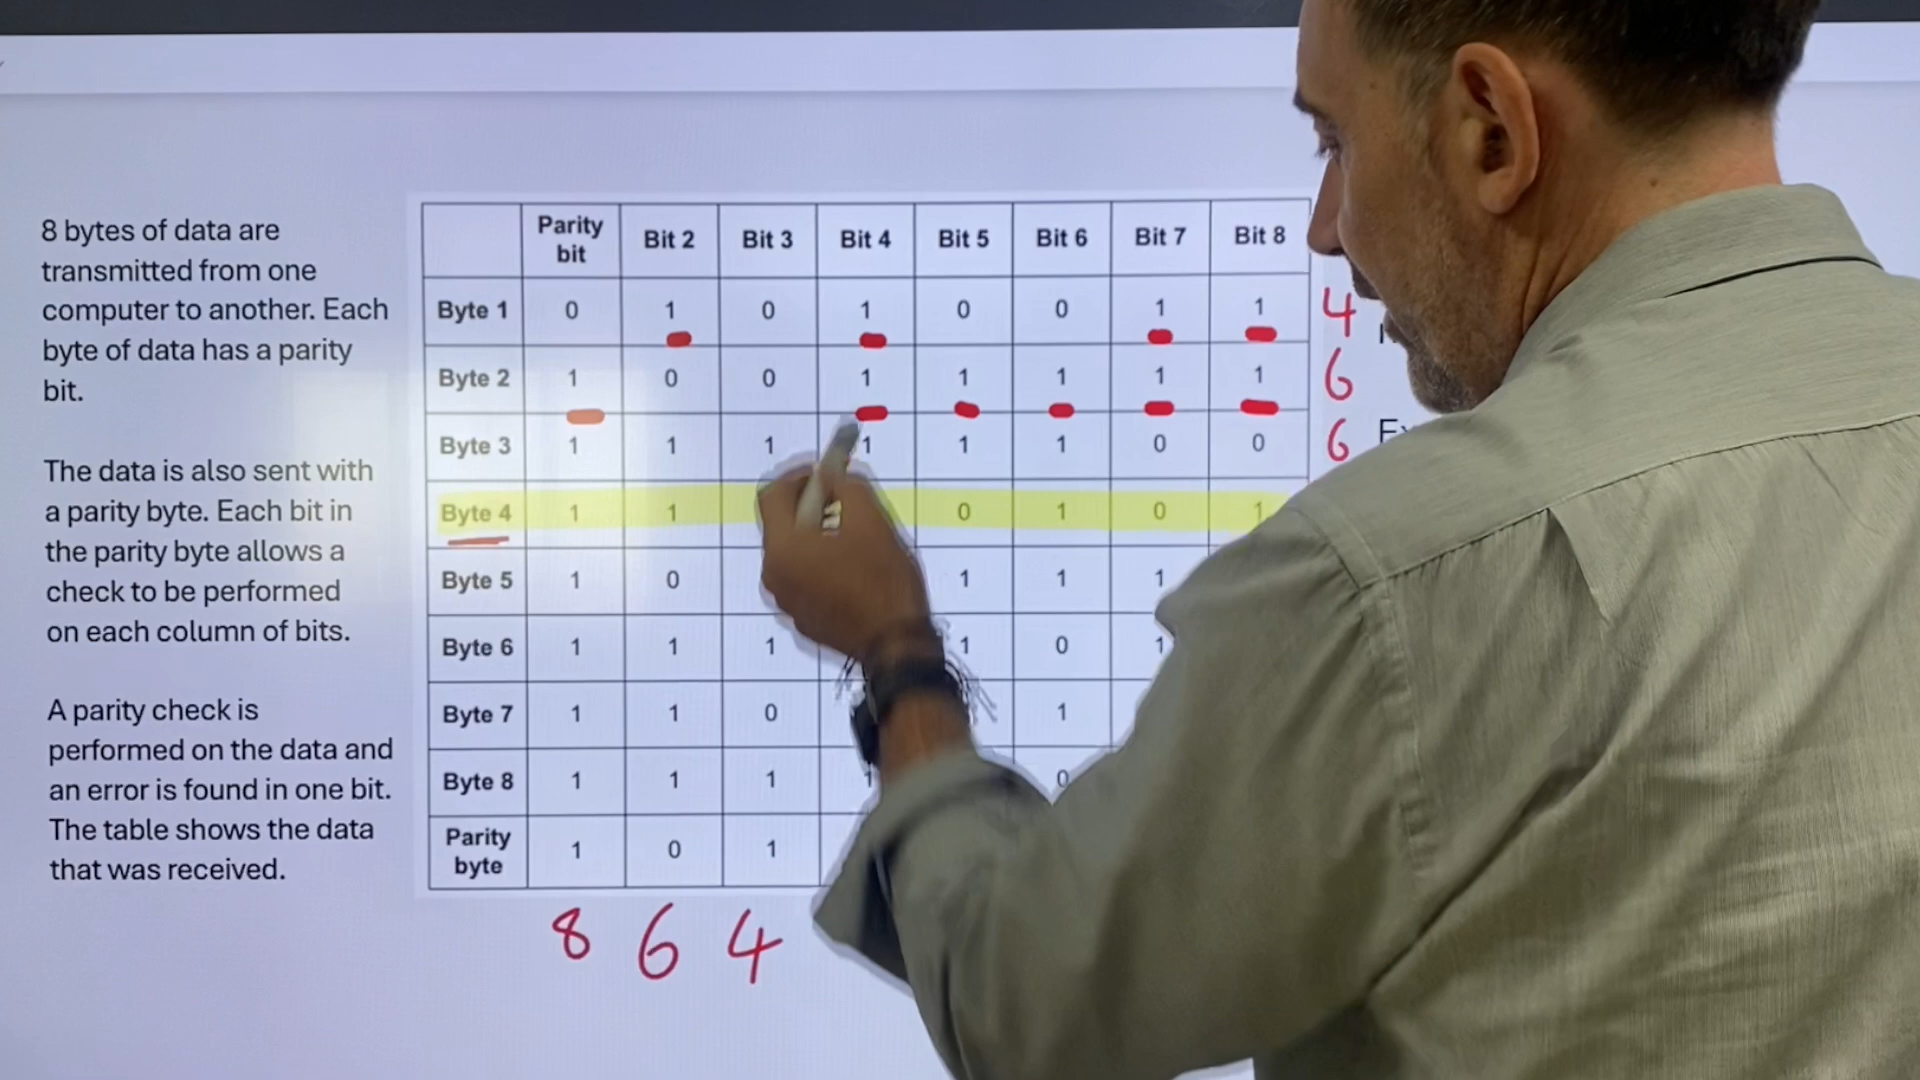 8 bytes of data are
transmitted from one
computer to another. Each
byte of data has a parity
bit.
The data is also sent with
a parity byte. Each bit in
the parity byte allows a
check to be performed
on each column of bits.
A parity check is
performed on the data and
an error is found in one bit.
The table shows the data
that was received.
Parity bit Bit 2 Bit 3 Bit 4 Bit 5 Bit 6 Bit 7 Bit 8
Byte 1 0 1 0 1 0 0 1 1 4
Byte 2 1 0 0 1 1 1 1 1 6
Byte 3 1 1 1 1 1 1 0 0 6
Byte 4 1 1 0 1 0 1
Byte 5 1 0 1 1 1
Byte 6 1 1 1 1 0 1
Byte 7 1 1 0 1
Byte 8 1 1 1 1 0
Parity byte 1 0 1
8 6 4